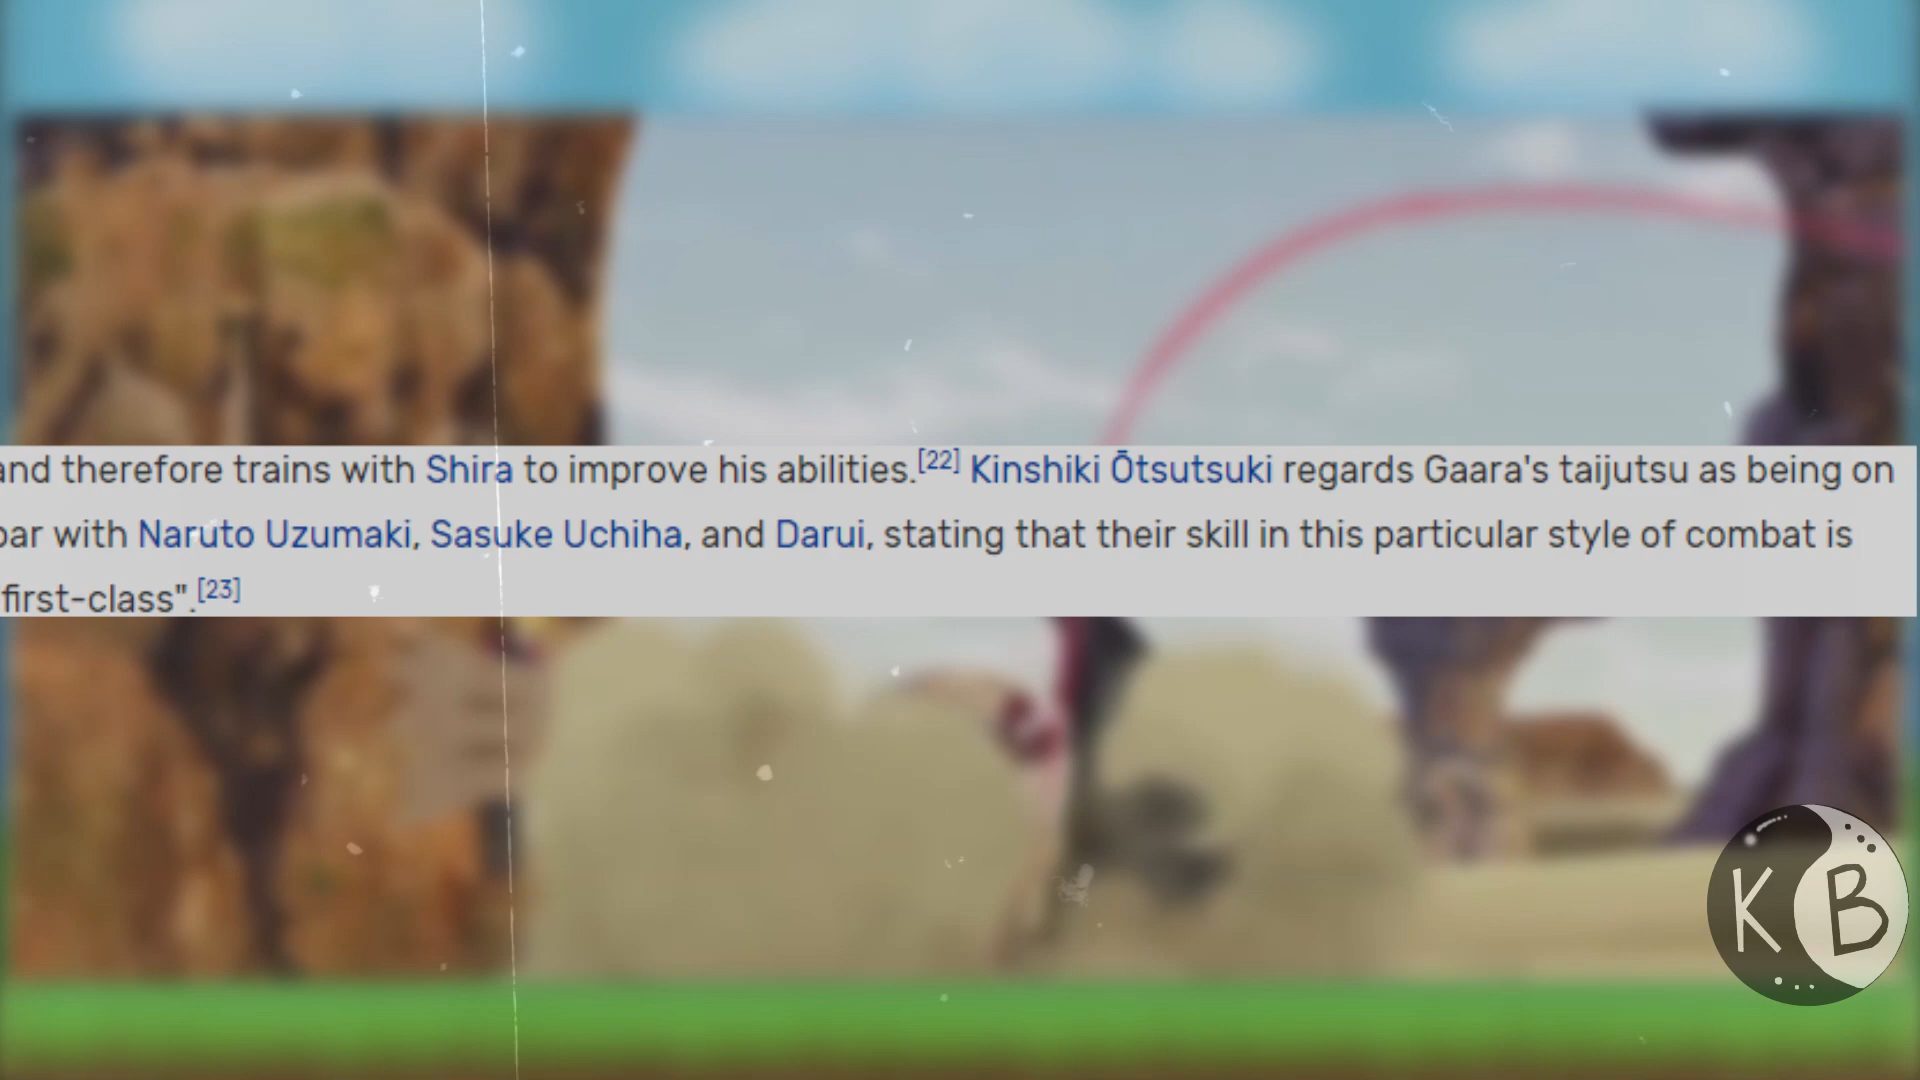 and therefore trains with Shira to improve his abilities.[22] Kinshiki Ōtsutsuki regards Gaara's taijutsu as being on
par with Naruto Uzumaki, Sasuke Uchiha, and Darui, stating that their skill in this particular style of combat is
first-class".[23]
K B